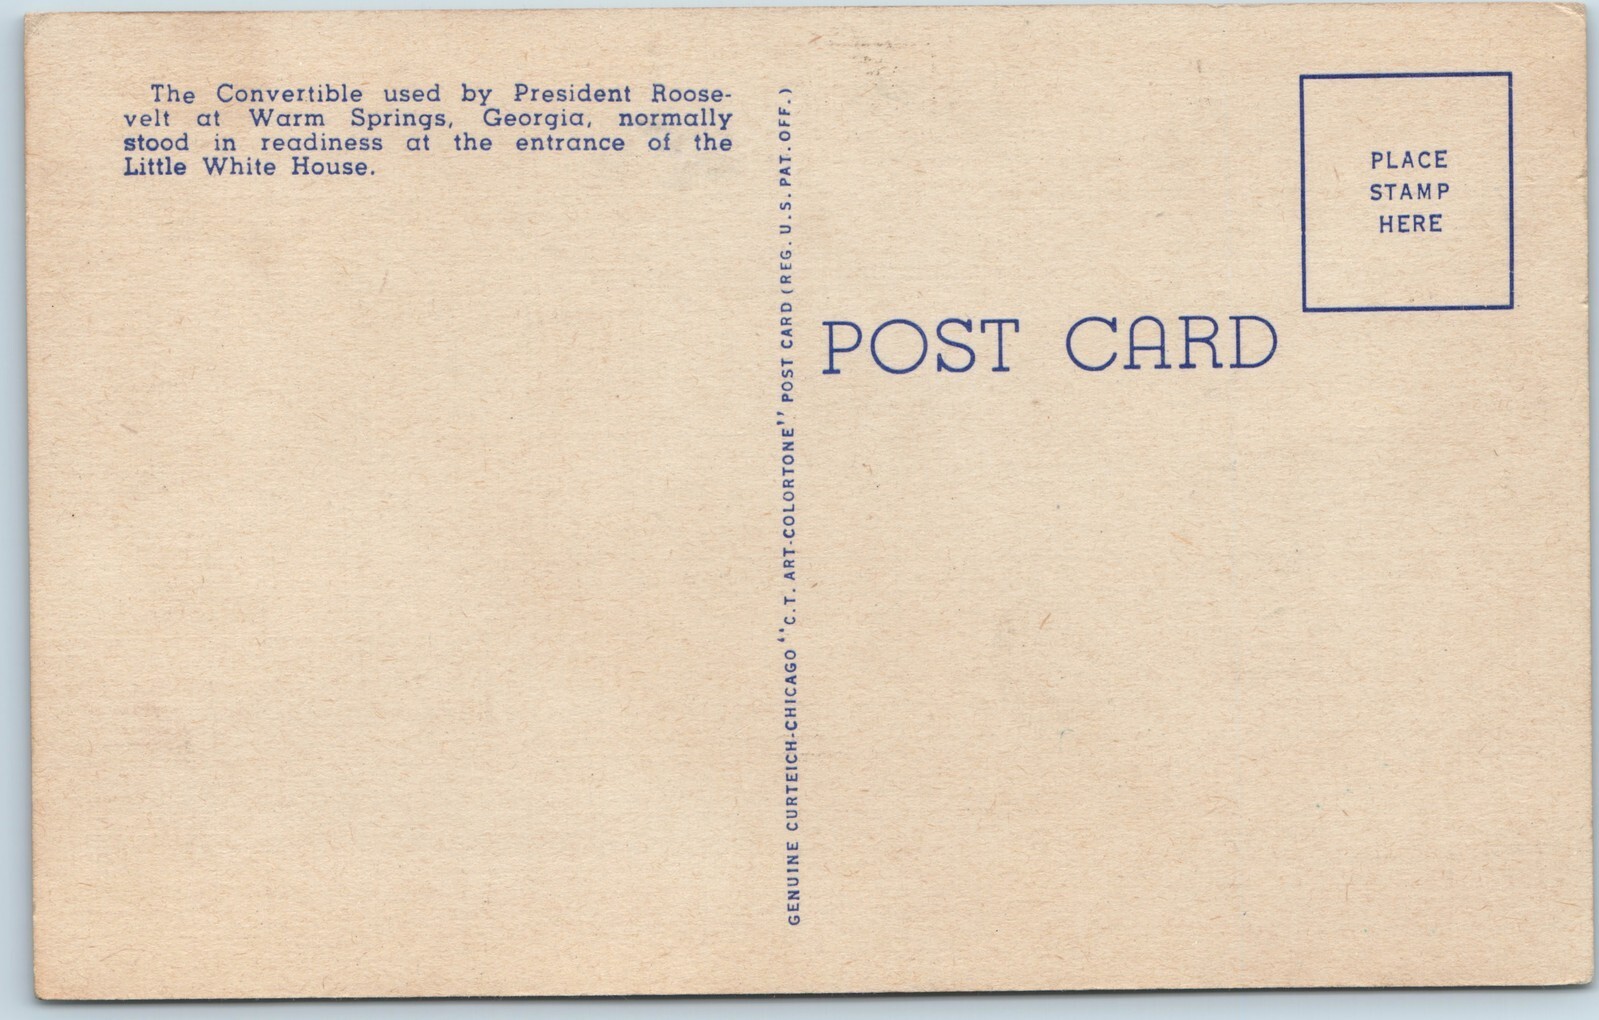 The Convertible used by President Roose-
velt at Warm Springs, Georgia, normally
stood in readiness at the entrance of the
Little White House.
GENUINE CURTEICH-CHICAGO "C.T. ART-COLORTONE" POST CARD (REG. U.S. PAT. OFF.)
POST CARD
PLACE
STAMP
HERE